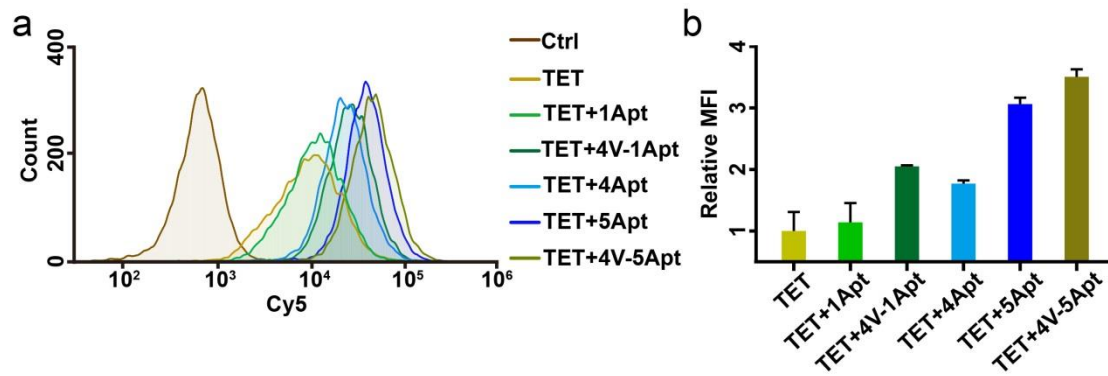 a
400
200
0
Count
10²
10³
10⁴
10⁵
10⁶
Cy5
Ctrl
TET
TET+1Apt
TET+4V-1Apt
TET+4Apt
TET+5Apt
TET+4V-5Apt
b
4
3
2
1
Relative MFI
TET
TET+1Apt
TET+4V-1Apt
TET+4Apt
TET+5Apt
TET+4V-5Apt